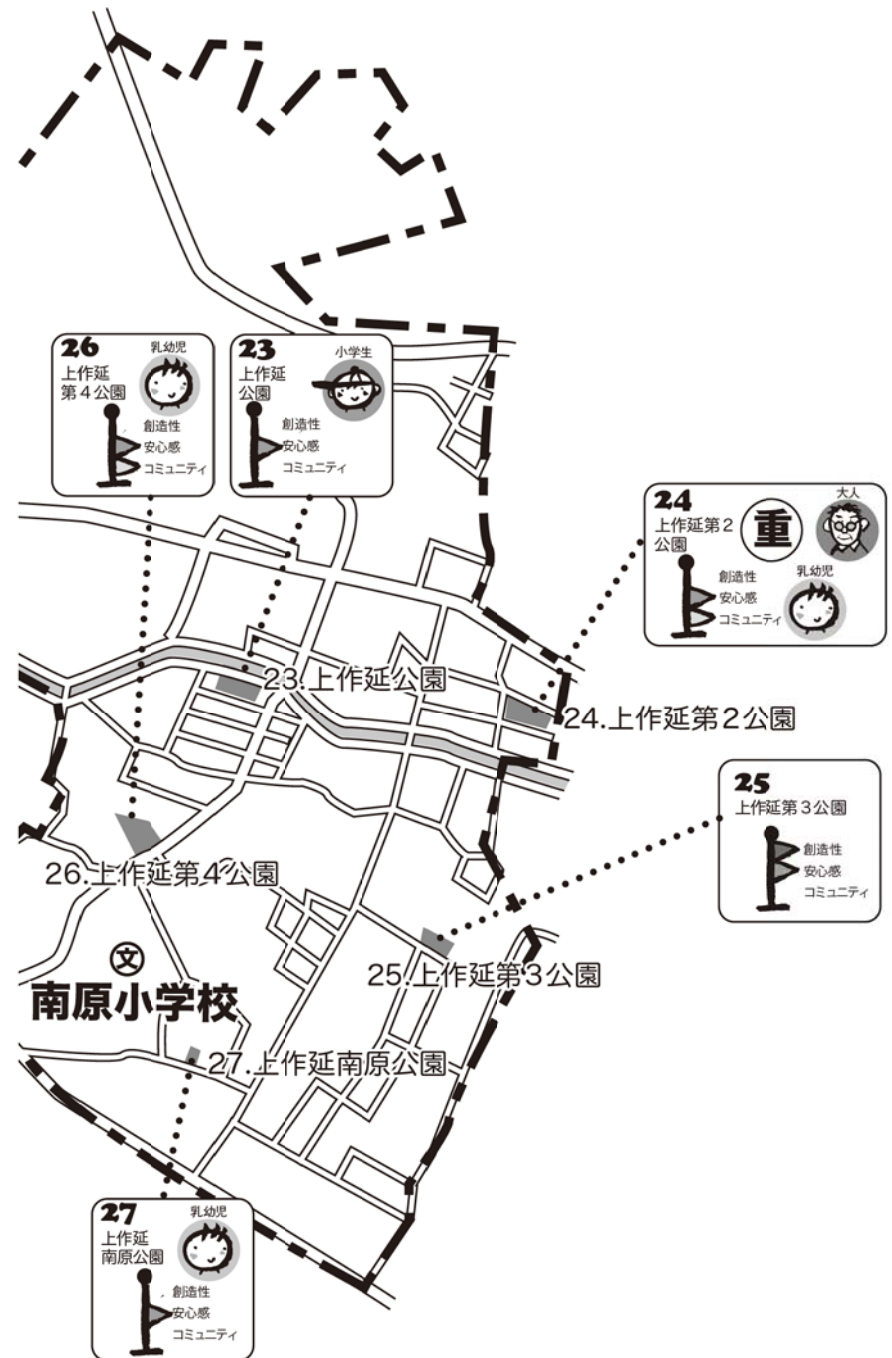 26
乳幼児
上作延
第4公園
創造性
安心感
コミュニティ
23
小学生
上作延
公園
創造性
安心感
コミュニティ
24
上作延第2
公園
重
大人
乳幼児
創造性
安心感
コミュニティ
23.上作延公園
24.上作延第2公園
25
上作延第3公園
創造性
安心感
コミュニティ
26.上作延第4公園
25.上作延第3公園
文
南原小学校
27.上作延南原公園
27
乳幼児
上作延
南原公園
創造性
安心感
コミュニティ